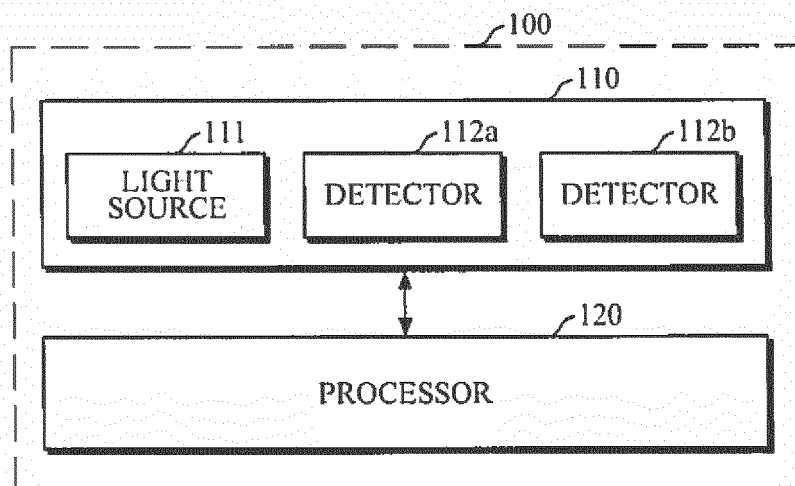 100
110
111
112a
112b
LIGHT
SOURCE
DETECTOR
DETECTOR
120
PROCESSOR